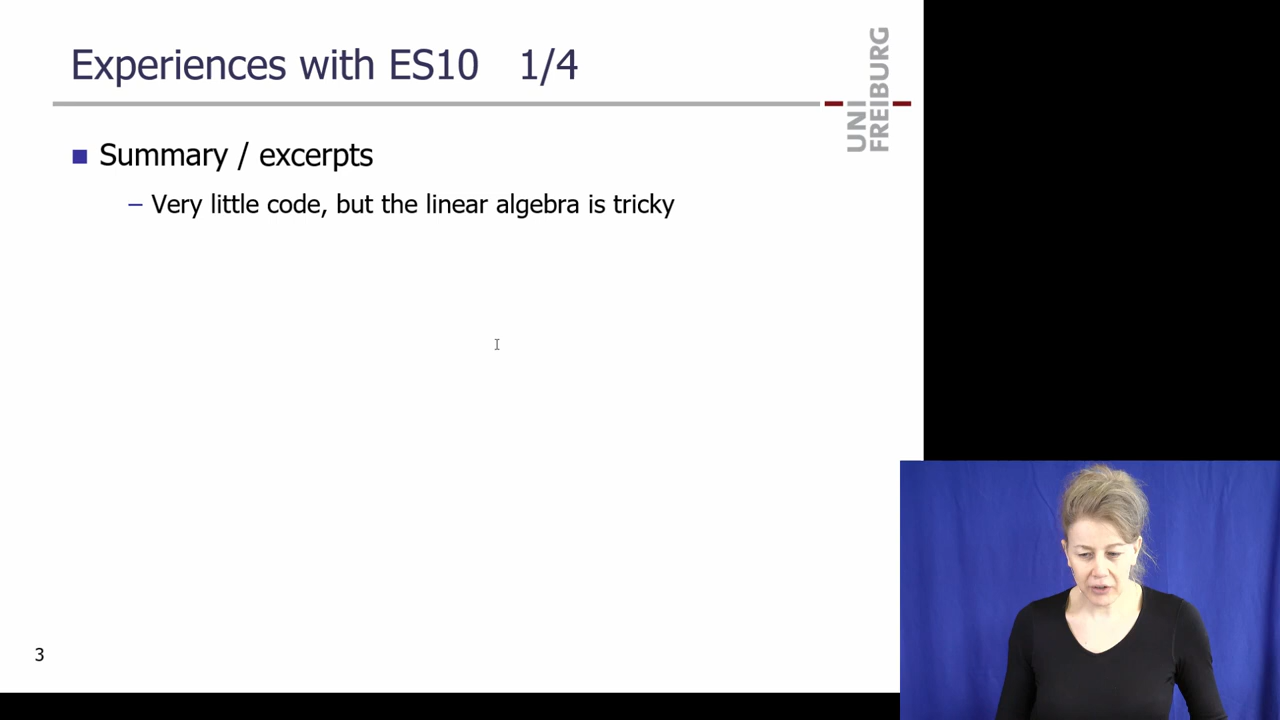 Experiences with ES10 1/4
UNI
FREIBURG
Summary / excerpts
– Very little code, but the linear algebra is tricky
3